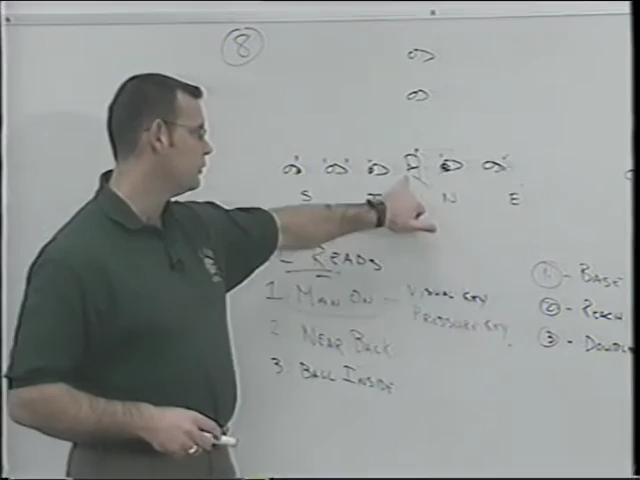 8
S T N E
READS
1 MAN ON - VISUAL KEY
PRESSURE KEY
2 NEAR BACK
3 BALL INSIDE
1 - BASE
2 - REACH
3 - DOUBLE